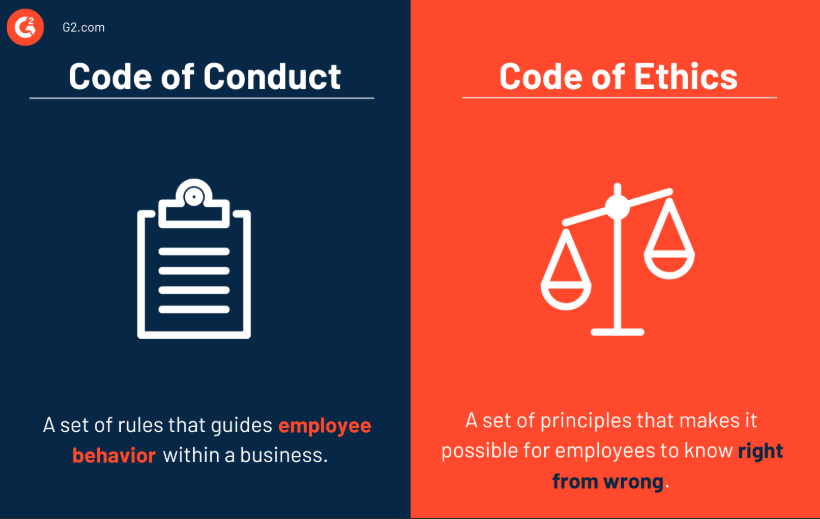 G2
G2.com
Code of Conduct
A set of rules that guides employee
behavior within a business.
Code of Ethics
A set of principles that makes it
possible for employees to know right
from wrong.